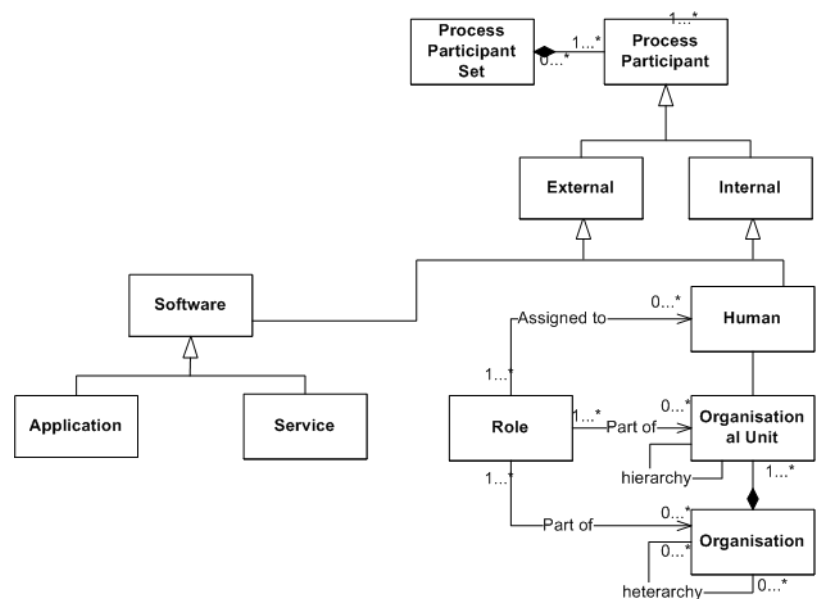 1...*
Process
Participant
Set
1...*
0...*
Process
Participant
External
Internal
Software
0...*
Assigned to
Human
1...*
Application
Service
Role
1...*
Part of
0...*
Organisation
al Unit
hierarchy
1...*
1...*
0...*
Part of
Organisation
0...*
heterarchy
0...*